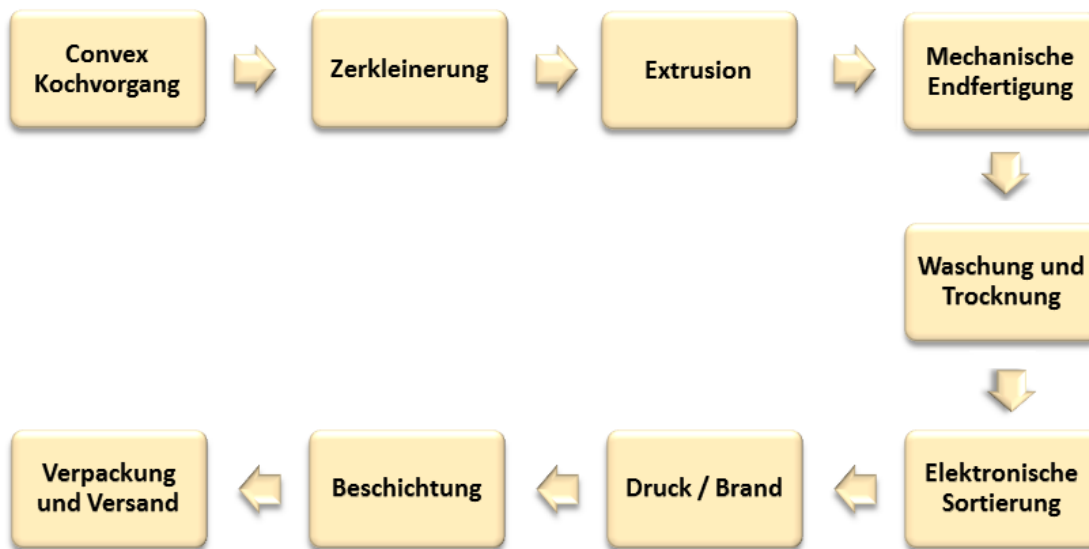 Convex
Kochvorgang
Zerkleinerung
Extrusion
Mechanische
Endfertigung
Waschung und
Trocknung
Elektronische
Sortierung
Druck / Brand
Beschichtung
Verpackung
und Versand